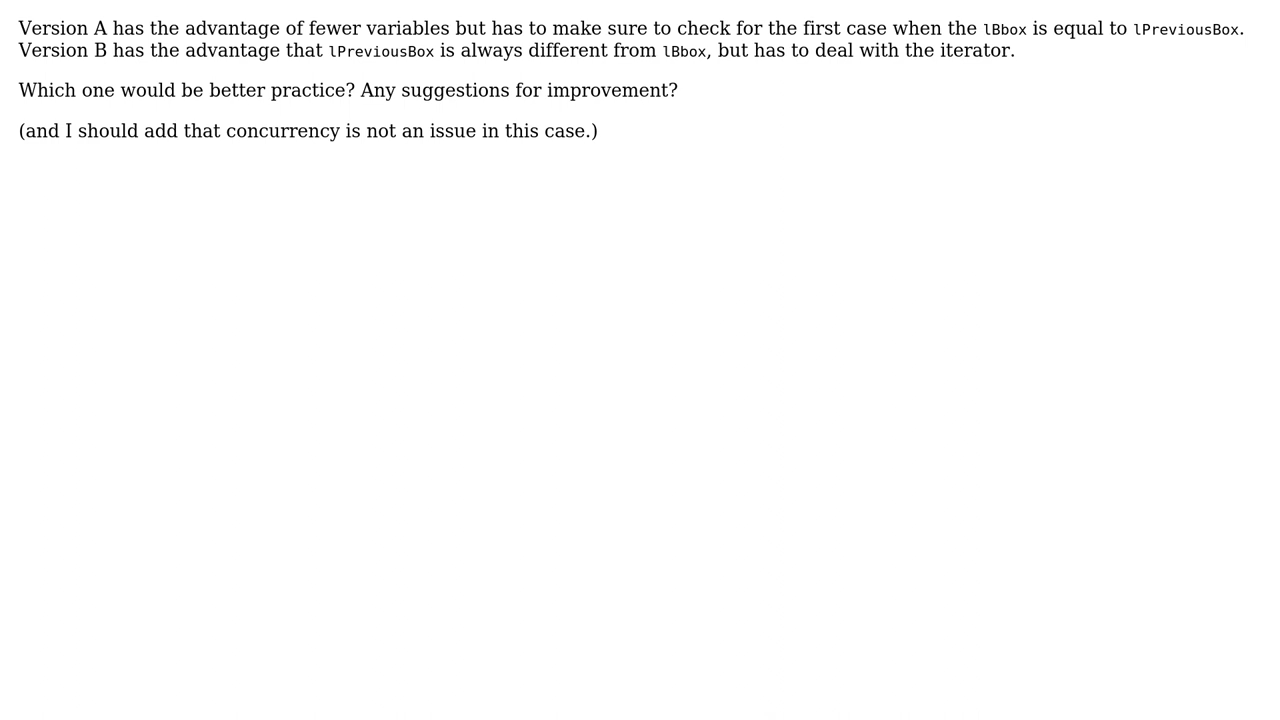 Version A has the advantage of fewer variables but has to make sure to check for the first case when the lBbox is equal to lPreviousBox.
Version B has the advantage that lPreviousBox is always different from lBbox, but has to deal with the iterator.
Which one would be better practice? Any suggestions for improvement?
(and I should add that concurrency is not an issue in this case.)